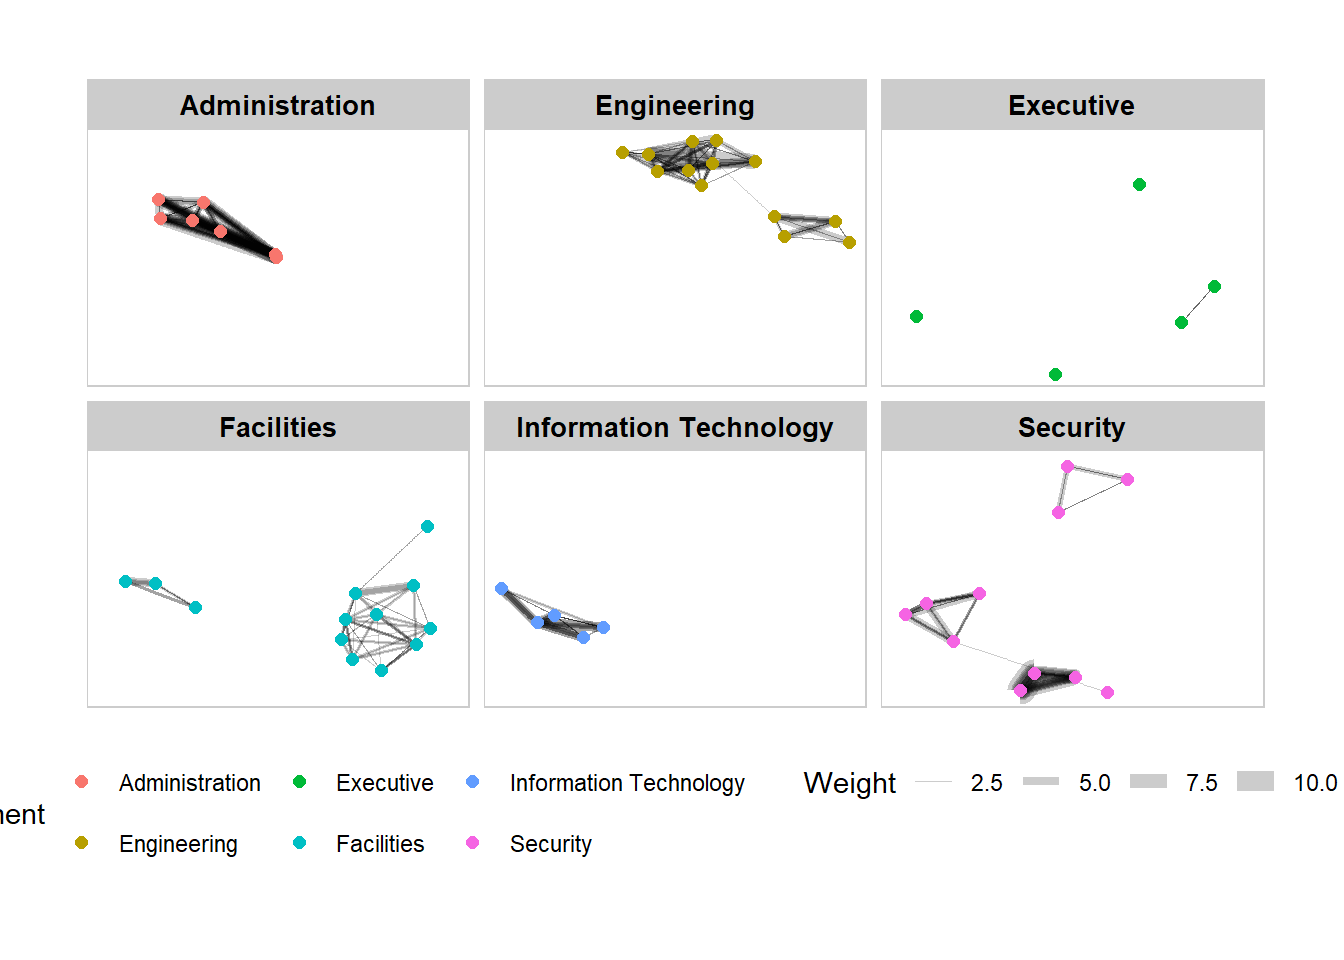 Administration Engineering Executive
Facilities Information Technology Security
Administration Executive Information Technology Weight 2.5 5.0 7.5 10.0
Engineering Facilities Security